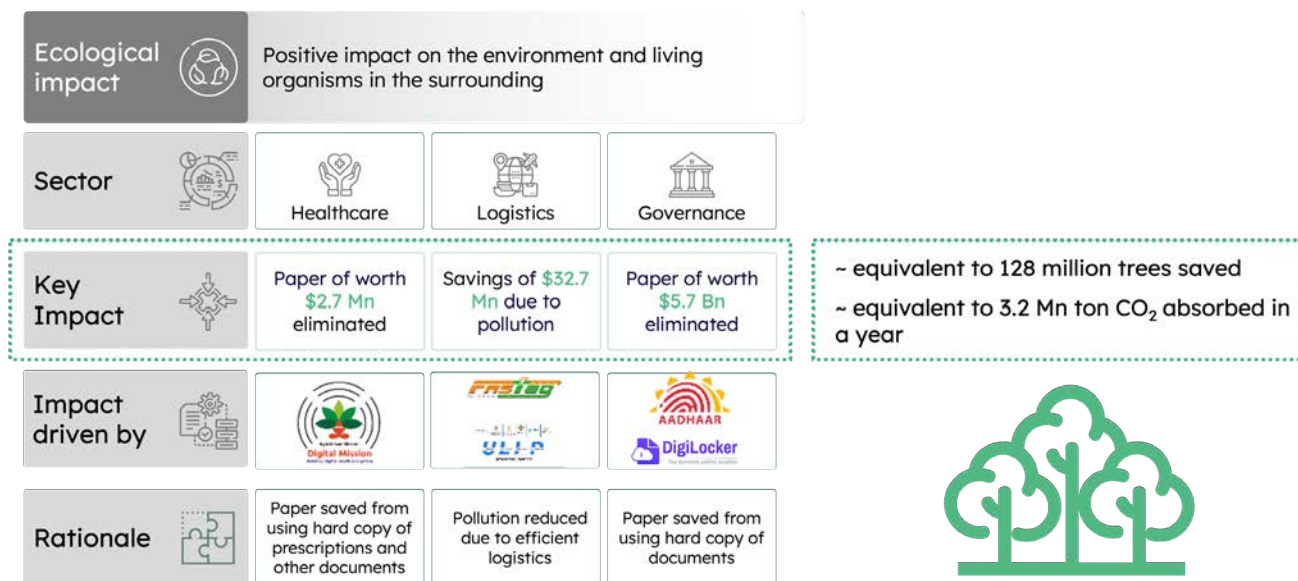 Ecological
impact
Positive impact on the environment and living
organisms in the surrounding
Sector
Healthcare
Logistics
Governance
Key
Impact
Paper of worth
$2.7 Mn
eliminated
Savings of $32.7
Mn due to
pollution
Paper of worth
$5.7 Bn
eliminated
~ equivalent to 128 million trees saved
~ equivalent to 3.2 Mn ton CO₂ absorbed in
a year
Impact
driven by
Digital Mission
FASTag
ULIP
AADHAAR
DigiLocker
Rationale
Paper saved from
using hard copy of
prescriptions and
other documents
Pollution reduced
due to efficient
logistics
Paper saved from
using hard copy of
documents